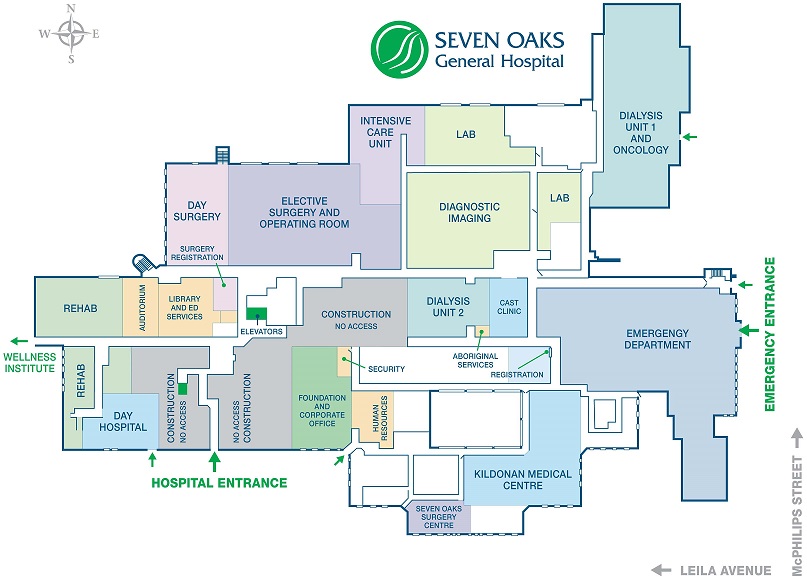 N
W E
S
SEVEN OAKS
General Hospital
DIALYSIS
UNIT 1
AND
ONCOLOGY
INTENSIVE
CARE
UNIT
LAB
DAY
SURGERY
ELECTIVE
SURGERY AND
OPERATING ROOM
DIAGNOSTIC
IMAGING
LAB
SURGERY
REGISTRATION
REHAB
AUDITORIUM
LIBRARY
AND ED
SERVICES
ELEVATORS
CONSTRUCTION
NO ACCESS
DIALYSIS
UNIT 2
CAST
CLINIC
EMERGENCY
DEPARTMENT
EMERGENCY ENTRANCE
WELLNESS
INSTITUTE
REHAB
DAY
HOSPITAL
CONSTRUCTION
NO ACCESS
NO ACCESS
CONSTRUCTION
FOUNDATION
AND
CORPORATE
OFFICE
SECURITY
ABORIGINAL
SERVICES
REGISTRATION
HUMAN
RESOURCES
HOSPITAL ENTRANCE
KILDONAN MEDICAL
CENTRE
SEVEN OAKS
SURGERY
CENTRE
LEILA AVENUE
McPHILIPS STREET